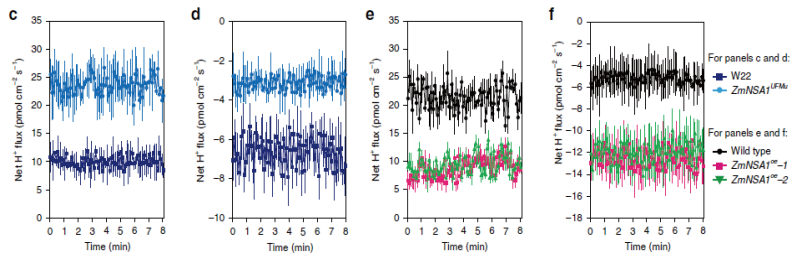 c
Net H⁺ flux (pmol cm⁻² s⁻¹)
35
30
25
20
15
10
5
0
0 1 2 3 4 5 6 7 8
Time (min)
d
Net H⁺ flux (pmol cm⁻² s⁻¹)
0
−2
−4
−6
−8
−10
0 1 2 3 4 5 6 7 8
Time (min)
e
Net H⁺ flux (pmol cm⁻² s⁻¹)
35
30
25
20
15
10
5
0
0 1 2 3 4 5 6 7 8
Time (min)
f
Net H⁺ flux (pmol cm⁻² s⁻¹)
0
−2
−4
−6
−8
−10
−12
−14
−16
−18
0 1 2 3 4 5 6 7 8
Time (min)
For panels c and d:
W22
ZmNSA1ᵁᶠᴹᵘ
For panels e and f:
Wild type
ZmNSA1ᵒᵉ−1
ZmNSA1ᵒᵉ−2